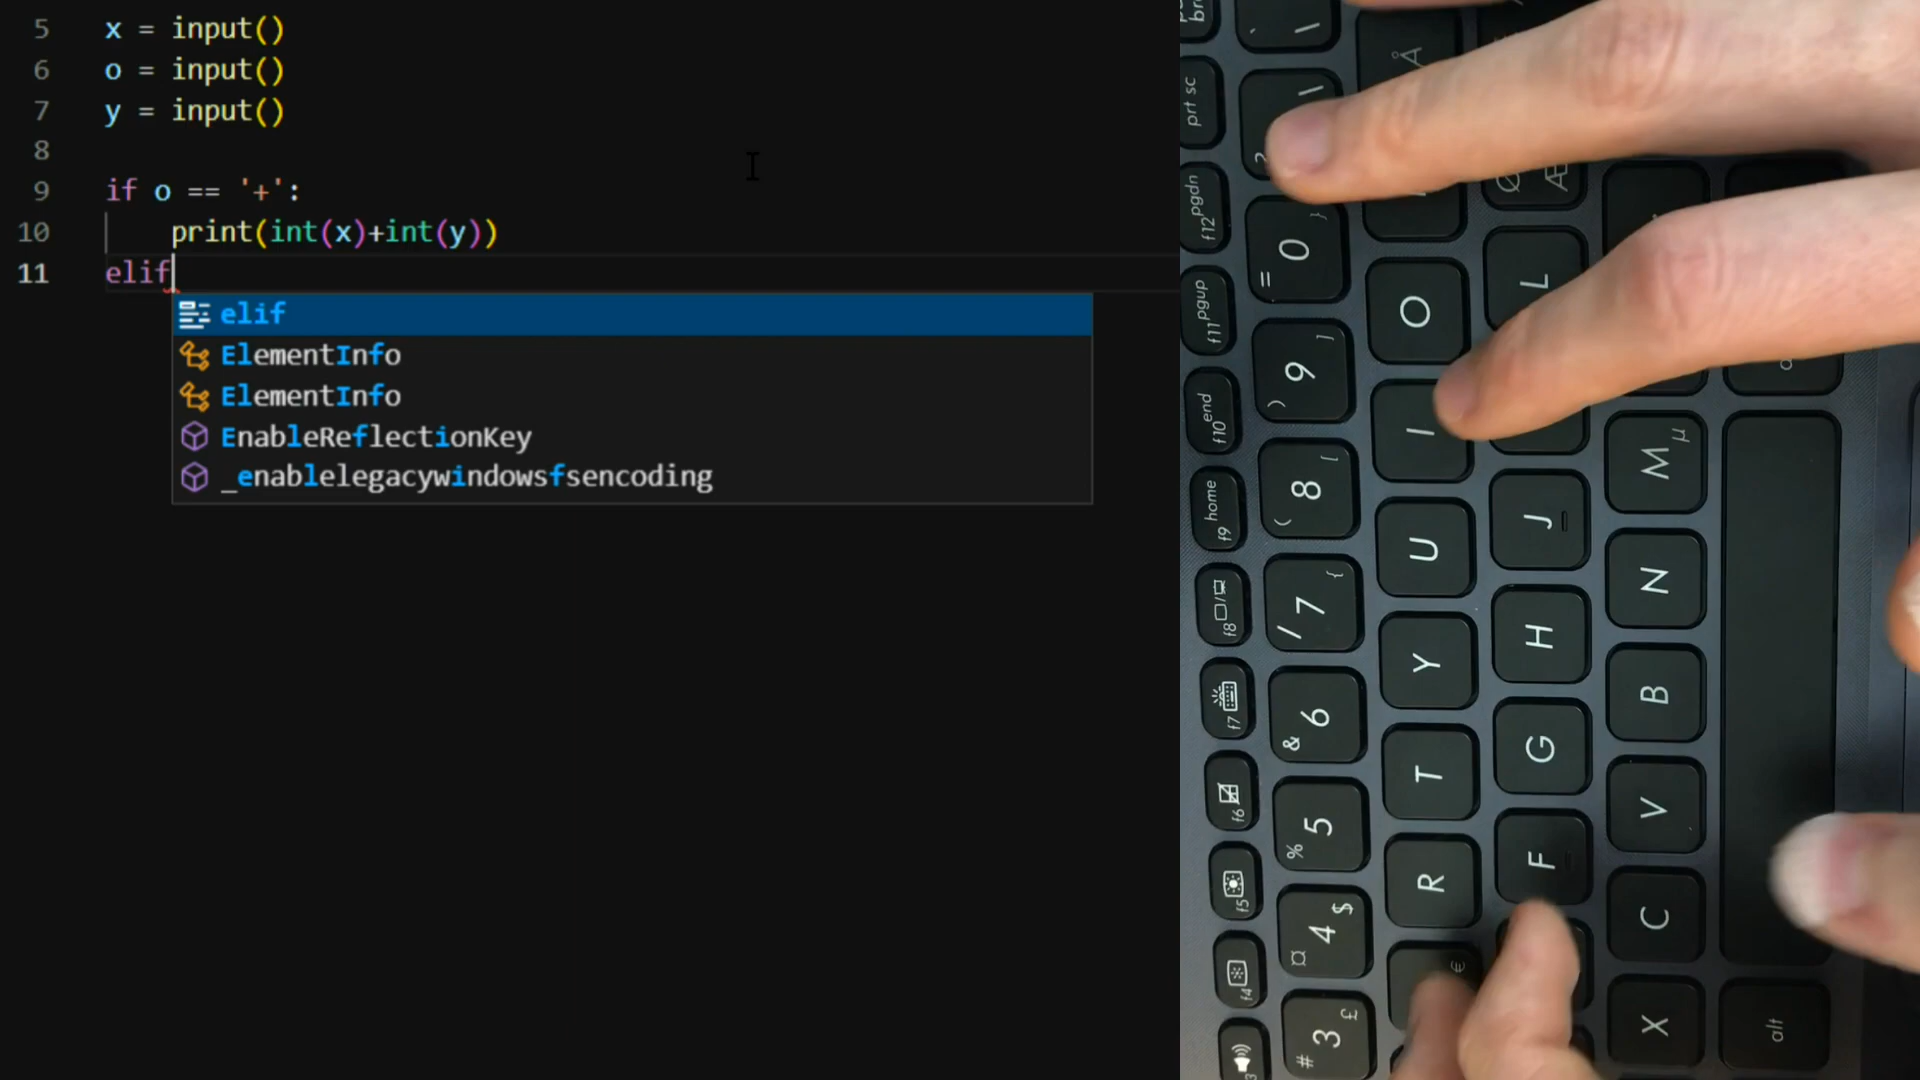 5 x = input()
6 o = input()
7 y = input()
8
9 if o == '+':
10 print(int(x)+int(y))
11 elif
elif
ElementInfo
ElementInfo
EnableReflectionKey
_enablelegacywindowsfsencoding
prt sc
f12 pgdn
f11 pgup
f10 end
f9 home
f8
f7
f6
f5
f4
\
? \
= 0 }
) 9 ]
( 8 [
/ 7 {
& 6
% 5
¤ 4 $
# 3 £
Å
O
I
U
Y
T
R
€
Ø Æ
L
J
H
G
F
M µ
N
B
V
C
X
alt